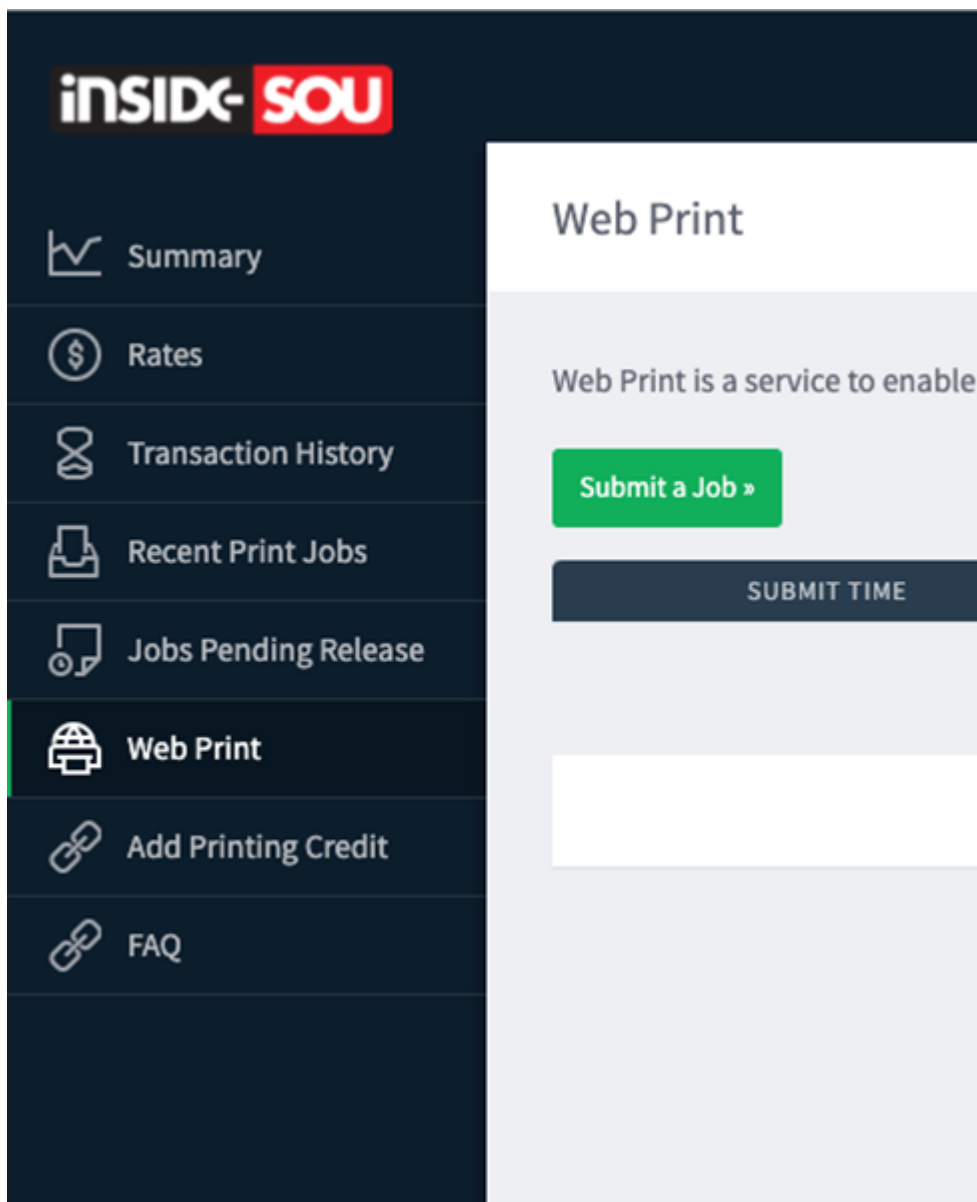 inSIDE SOU
Summary
Rates
Transaction History
Recent Print Jobs
Jobs Pending Release
Web Print
Add Printing Credit
FAQ
Web Print
Web Print is a service to enable
Submit a Job »
SUBMIT TIME